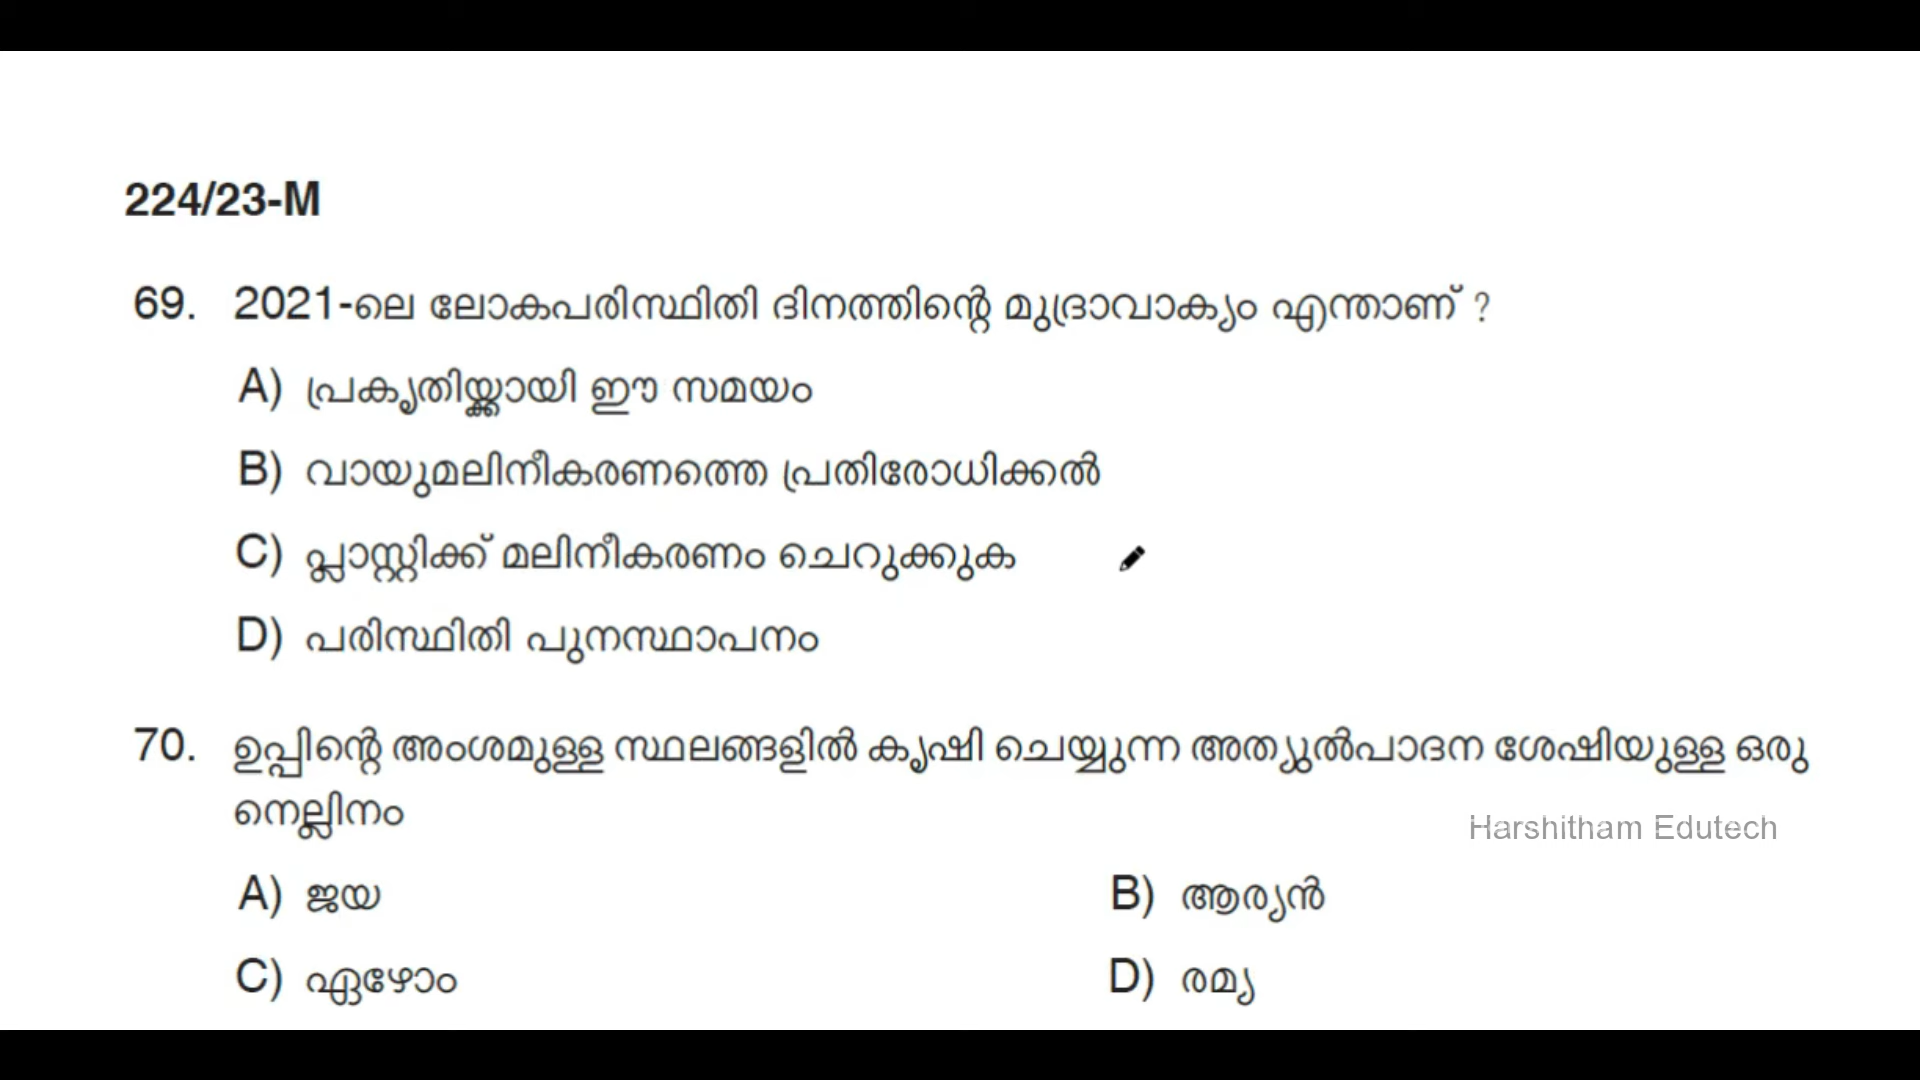 224/23-M
69. 2021-ലെ ലോകപരിസ്ഥിതി ദിനത്തിന്റെ മുദ്രാവാക്യം എന്താണ് ?
A) പ്രകൃതിയ്ക്കായി ഈ സമയം
B) വായുമലിനീകരണത്തെ പ്രതിരോധിക്കൽ
C) പ്ലാസ്റ്റിക്ക് മലിനീകരണം ചെറുക്കുക
D) പരിസ്ഥിതി പുനസ്ഥാപനം
70. ഉപ്പിന്റെ അംശമുള്ള സ്ഥലങ്ങളിൽ കൃഷി ചെയ്യുന്ന അത്യുൽപാദന ശേഷിയുള്ള ഒരു
നെല്ലിനം
Harshitham Edutech
A) ജയ B) ആര്യൻ
C) ഏഴോം D) രമ്യ